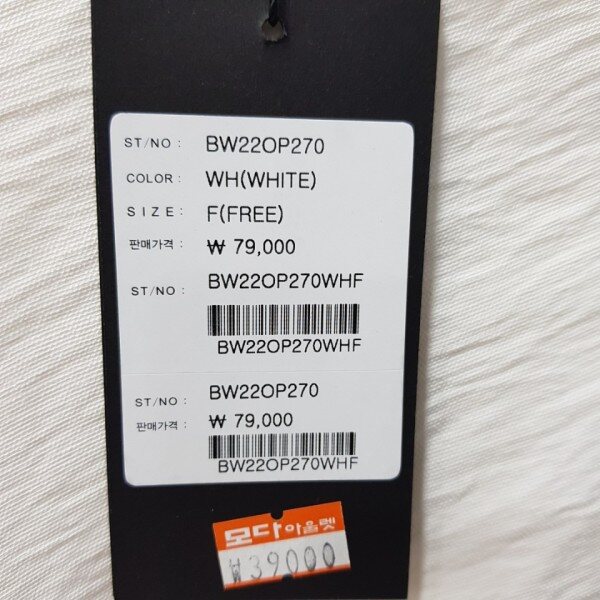 ST/NO : BW22OP270
COLOR : WH(WHITE)
SIZE : F(FREE)
판매가격 : ₩ 79,000
ST/NO : BW22OP270WHF
BW22OP270WHF
ST/NO : BW22OP270
판매가격 : ₩ 79,000
BW22OP270WHF
모다아울렛
₩39000